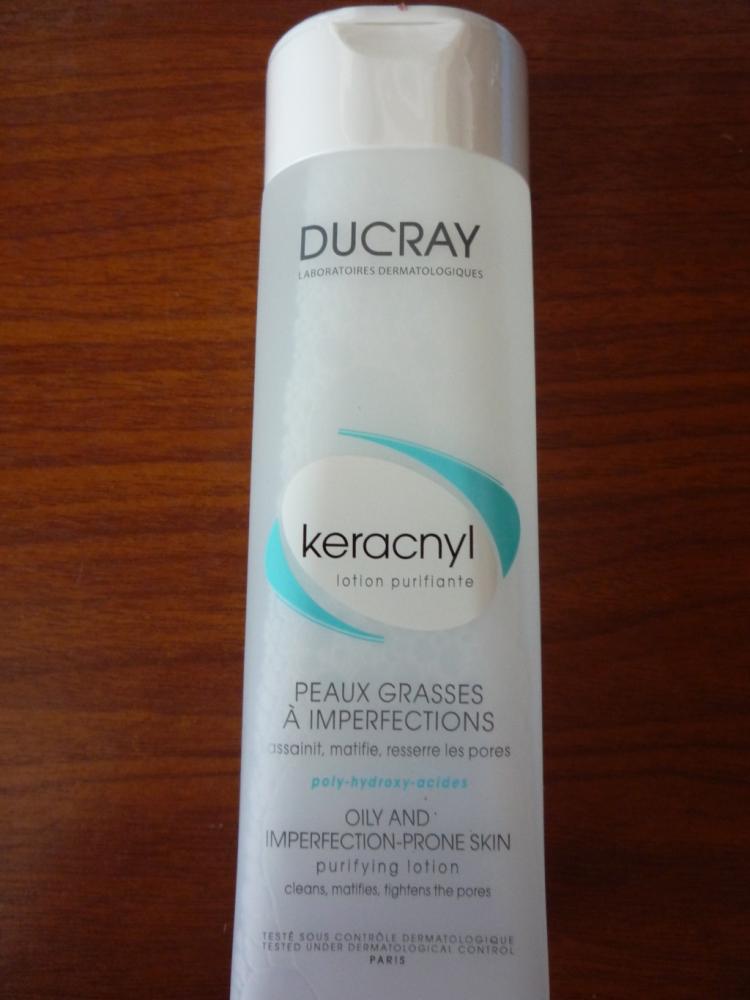 DUCRAY
LABORATOIRES DERMATOLOGIQUES
keracnyl
lotion purifiante
PEAUX GRASSES
À IMPERFECTIONS
assainit, matifie, resserre les pores
poly-hydroxy-acides
OILY AND
IMPERFECTION-PRONE SKIN
purifying lotion
cleans, matifies, tightens the pores
TESTÉ SOUS CONTRÔLE DERMATOLOGIQUE
TESTED UNDER DERMATOLOGICAL CONTROL
PARIS